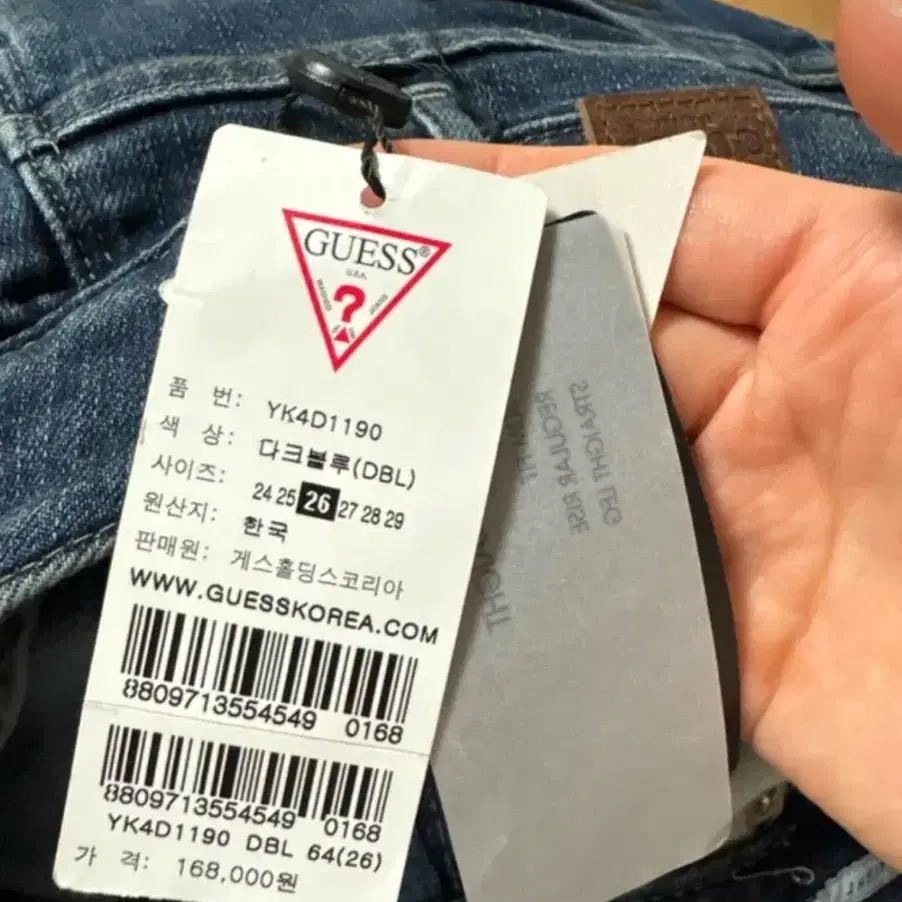 GUESS®
U.S.A.
?
품 번: YK4D1190
색 상: 다크블루(DBL)
사이즈: 24 25 26 27 28 29
원산지: 한국
판매원: 게스홀딩스코리아
WWW.GUESSKOREA.COM
8809713554549 0168
8809713554549 0168
YK4D1190 DBL 64(26)
가 격: 168,000원
STRAIGHT LEG
REGULAR RISE